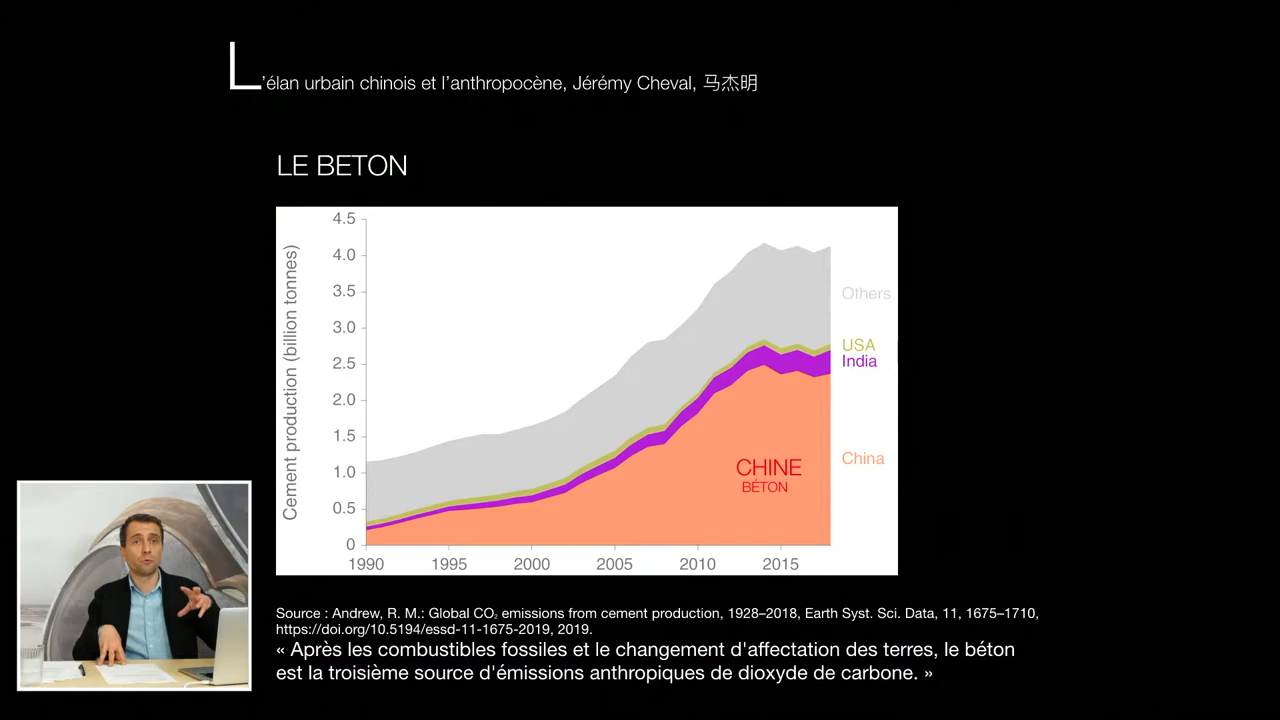 L'élan urbain chinois et l'anthropocène, Jérémy Cheval, 马杰明
LE BETON
Cement production (billion tonnes)
4.5
4.0
3.5
3.0
2.5
2.0
1.5
1.0
0.5
0
1990 1995 2000 2005 2010 2015
Others
USA
India
China
CHINE
BÉTON
Source : Andrew, R. M.: Global CO₂ emissions from cement production, 1928–2018, Earth Syst. Sci. Data, 11, 1675–1710,
https://doi.org/10.5194/essd-11-1675-2019, 2019.
« Après les combustibles fossiles et le changement d'affectation des terres, le béton
est la troisième source d'émissions anthropiques de dioxyde de carbone. »